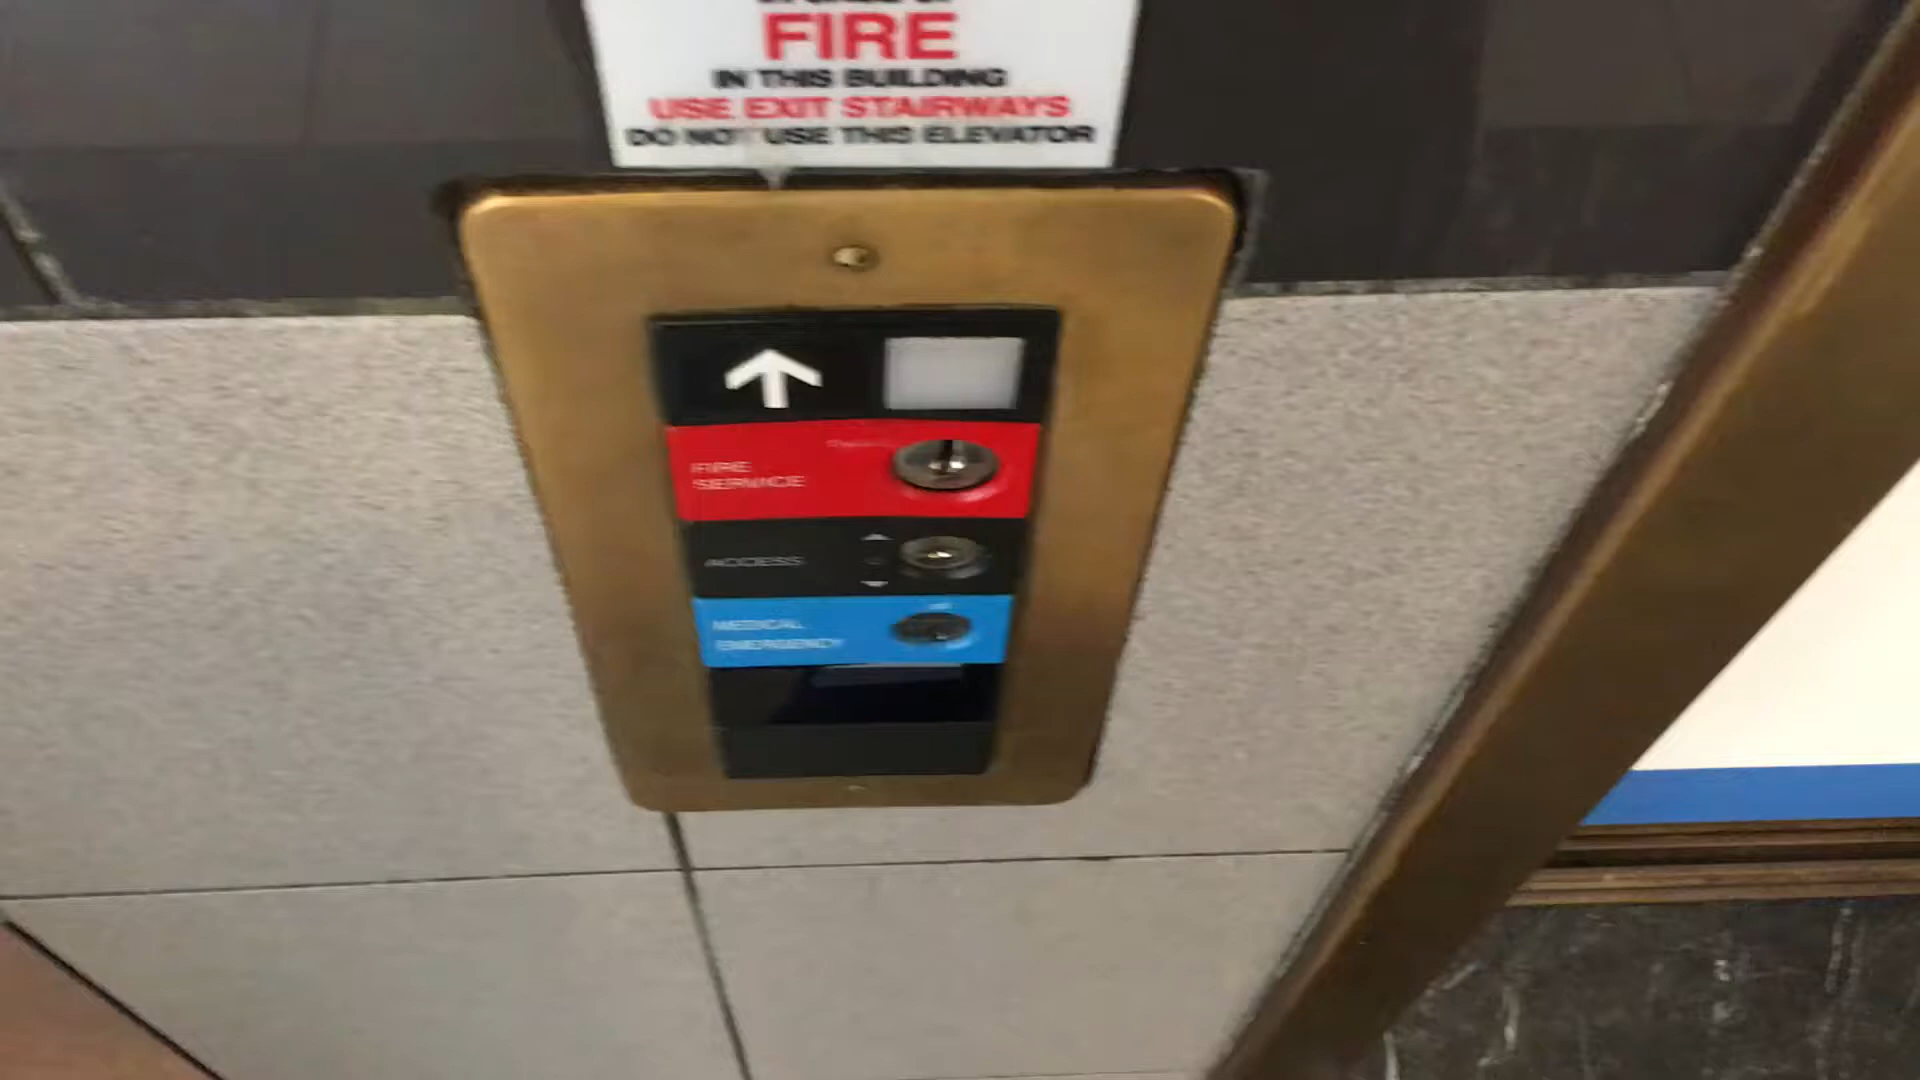 FIRE
IN THIS BUILDING
USE EXIT STAIRWAYS
DO NOT USE THIS ELEVATOR
FIRE
SERVICE
ACCESS
MEDICAL
EMERGENCY